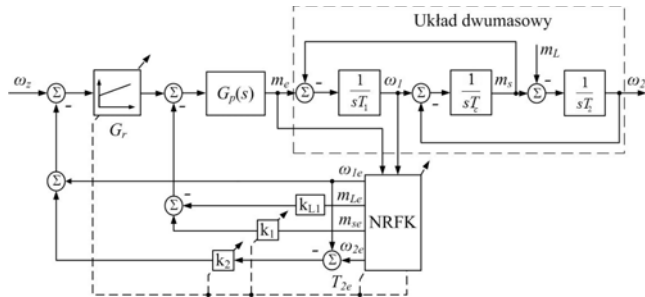 Układ dwumasowy
ω_z Σ - G_r Σ - G_p(s) m_e Σ - 1/sT_1 ω_1 Σ - 1/sT_c m_s Σ - m_L 1/sT_2 ω_2
Σ ω_1e
Σ - k_L1 m_Le NRFK
k_1 m_se
k_2 - Σ ω_2e
T_2e